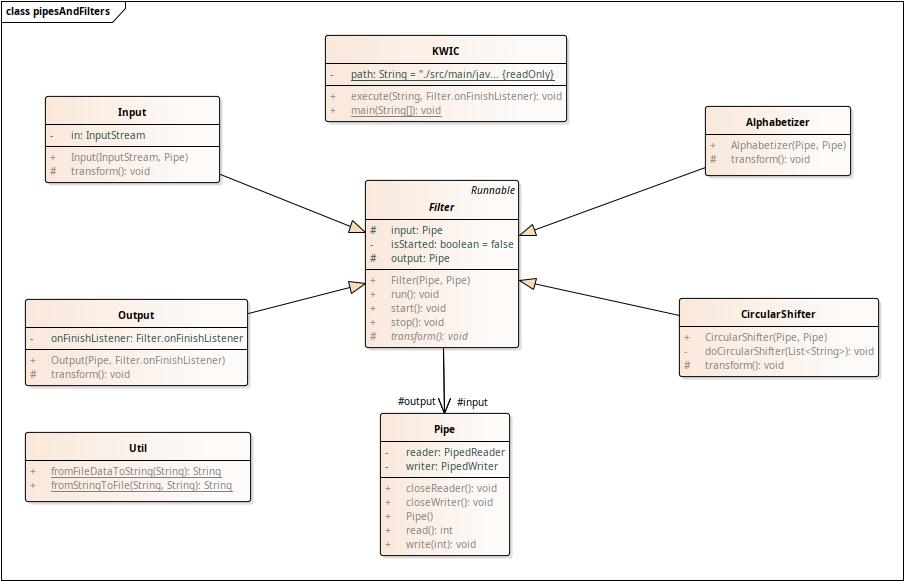 class pipesAndFilters
KWIC
- path: String = "./src/main/jav... {readOnly}
+ execute(String, Filter.onFinishListener): void
+ main(String[]): void
Input
- in: InputStream
+ Input(InputStream, Pipe)
# transform(): void
Alphabetizer
+ Alphabetizer(Pipe, Pipe)
# transform(): void
Runnable
Filter
# input: Pipe
- isStarted: boolean = false
# output: Pipe
+ Filter(Pipe, Pipe)
+ run(): void
+ start(): void
+ stop(): void
# transform(): void
Output
- onFinishListener: Filter.onFinishListener
+ Output(Pipe, Filter.onFinishListener)
# transform(): void
CircularShifter
+ CircularShifter(Pipe, Pipe)
- doCircularShifter(List<String>): void
# transform(): void
#output #input
Pipe
- reader: PipedReader
- writer: PipedWriter
+ closeReader(): void
+ closeWriter(): void
+ Pipe()
+ read(): int
+ write(int): void
Util
+ fromFileDataToString(String): String
+ fromStringToFile(String, String): String